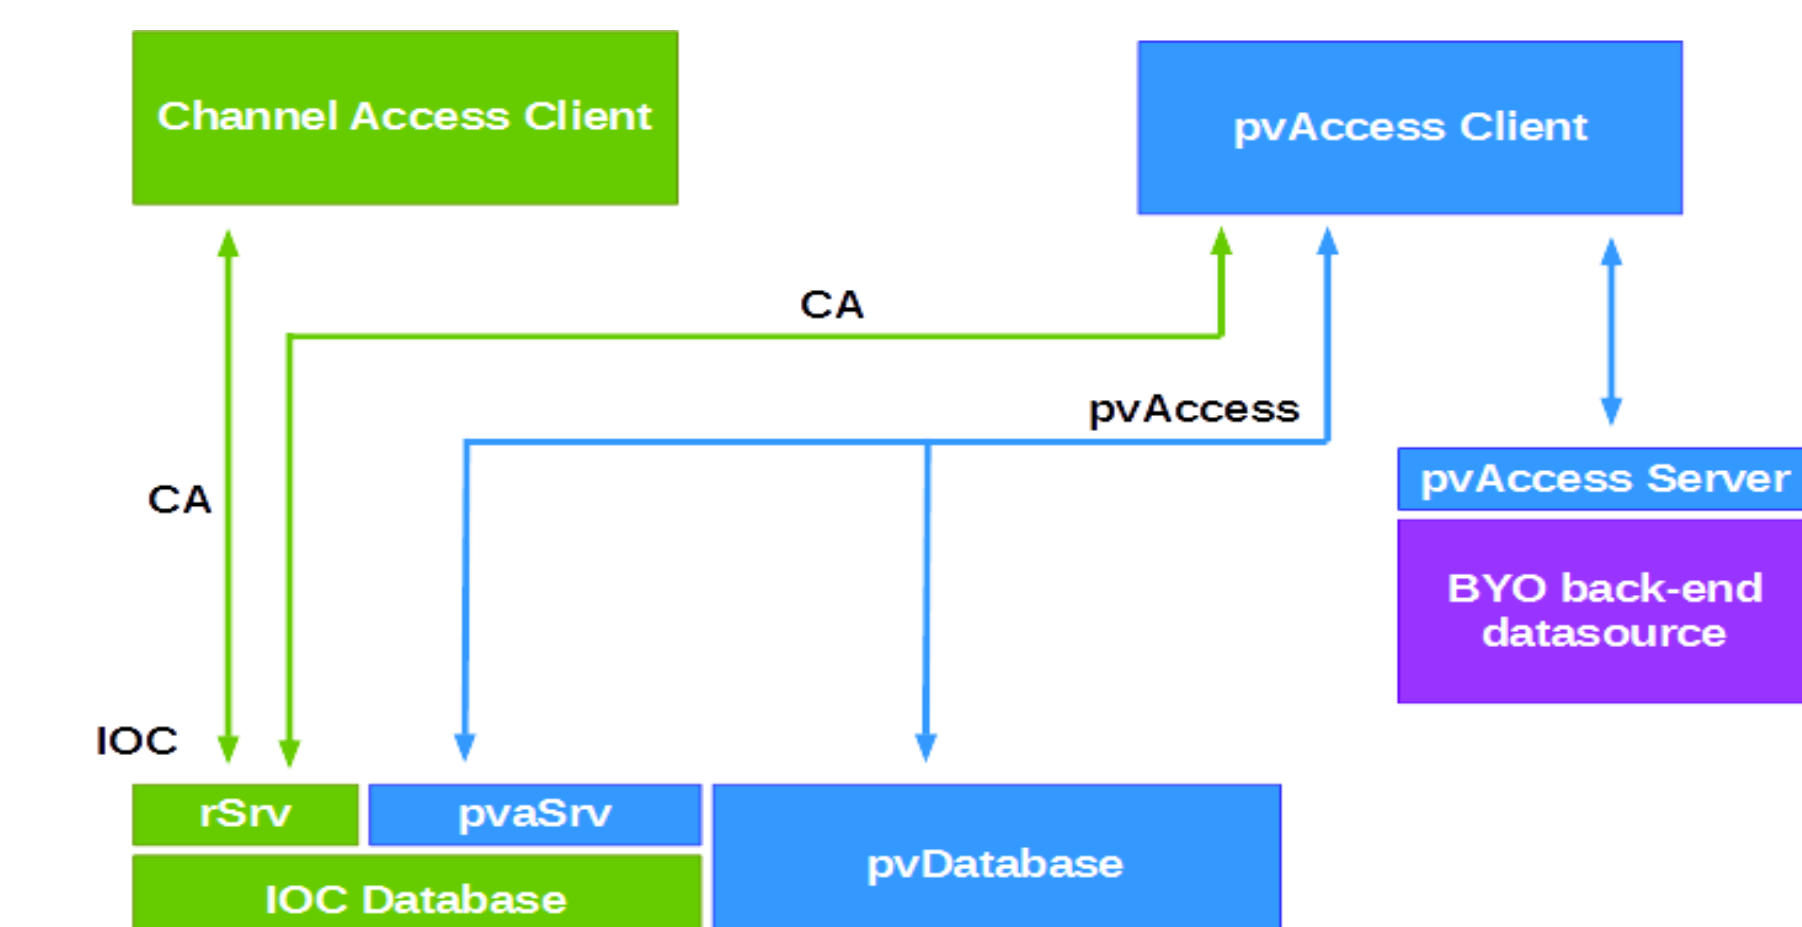 Channel Access Client
pvAccess Client
CA
pvAccess
CA
pvAccess Server
BYO back-end
datasource
IOC
rSrv
pvaSrv
pvDatabase
IOC Database